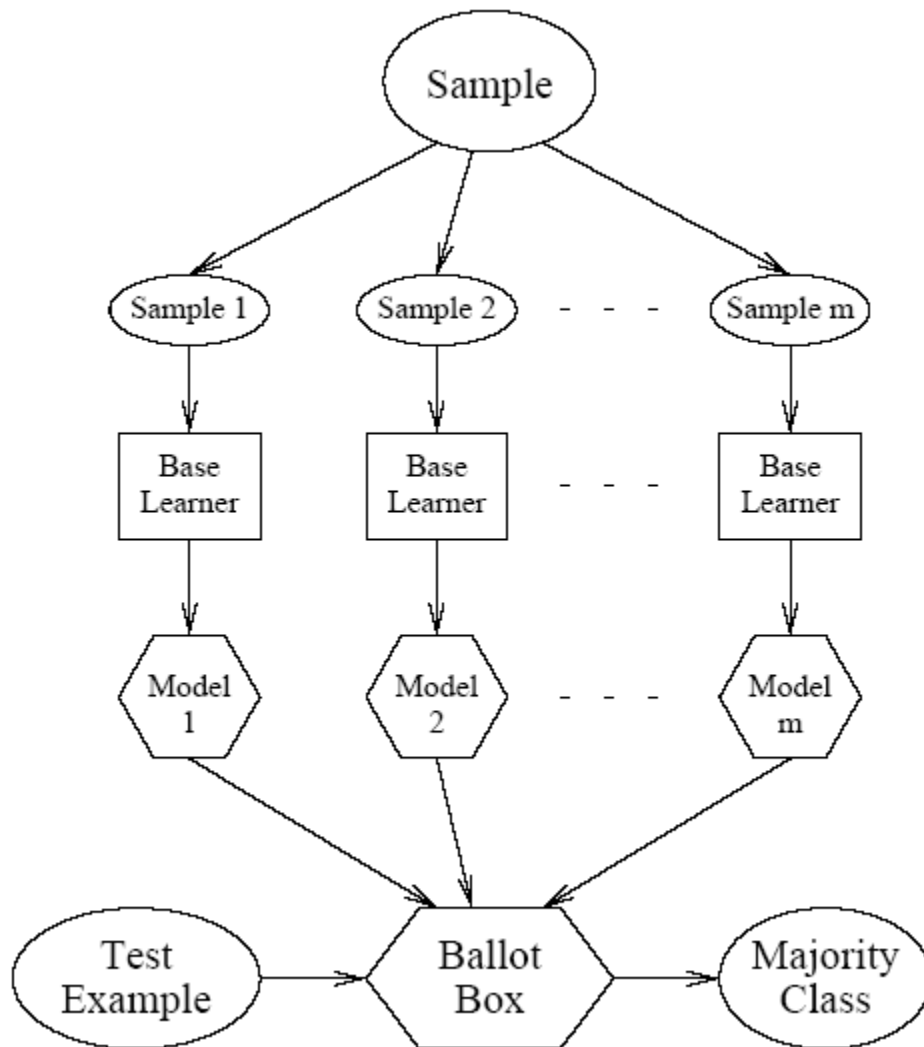 Sample
Sample 1
Sample 2
Sample m
Base
Learner
Base
Learner
Base
Learner
Model
1
Model
2
Model
m
Test
Example
Ballot
Box
Majority
Class